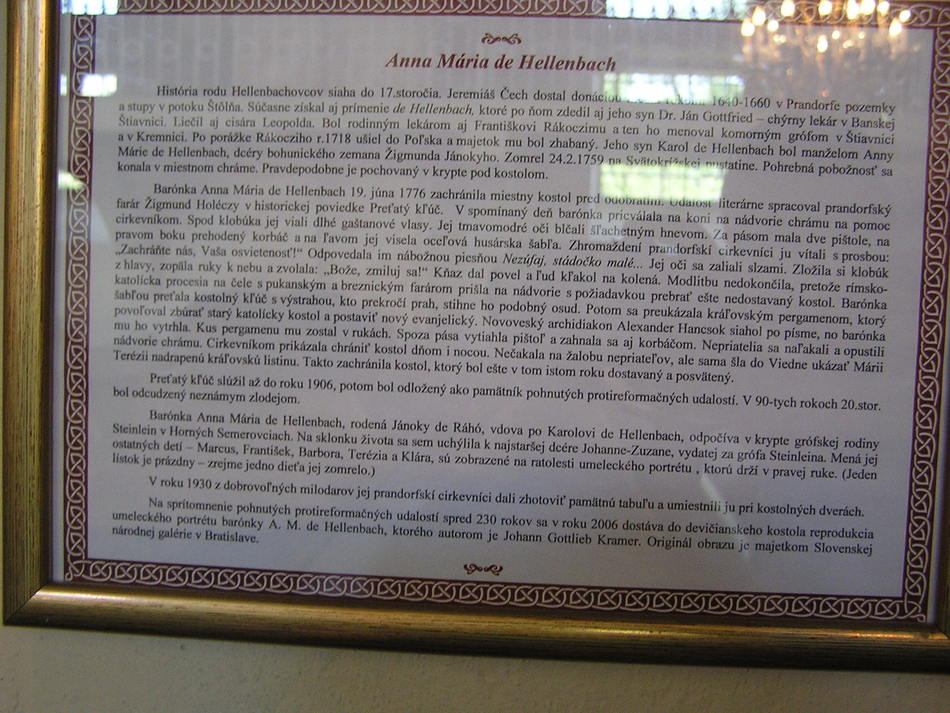 Anna Mária de Hellenbach
História rodu Hellenbachovcov siaha do 17.storočia. Jeremiáš Čech dostal donáciou 1640-1660 v Prandorfe pozemky
a stupy v potoku Štôlňa. Súčasne získal aj prímenie de Hellenbach, ktoré po ňom zdedil aj jeho syn Dr. Ján Gottfried – chýrny lekár v Banskej
Štiavnici. Liečil aj cisára Leopolda. Bol rodinným lekárom aj Františkovi Rákoczimu a ten ho menoval komorným grófom v Štiavnici
a v Kremnici. Po porážke Rákocziho r.1718 ušiel do Poľska a majetok mu bol zhabaný. Jeho syn Karol de Hellenbach bol manželom Anny
Márie de Hellenbach, dcéry bohunického zemana Žigmunda Jánokyho. Zomrel 24.2.1759 na Svätokrížskej pustatine. Pohrebná pobožnosť sa
konala v miestnom chráme. Pravdepodobne je pochovaný v krypte pod kostolom.
Barónka Anna Mária de Hellenbach 19. júna 1776 zachránila miestny kostol pred odobratím. Udalosť literárne spracoval prandorfský
farár Žigmund Holéczy v historickej poviedke Preťatý kľúč. V spomínaný deň barónka pricválala na koni na nádvorie chrámu na pomoc
cirkevníkom. Spod klobúka jej viali dlhé gaštanové vlasy. Jej tmavomodré oči blčali šľachetným hnevom. Za pásom mala dve pištole, na
pravom boku prehodený korbáč a na ľavom jej visela oceľová husárska šabľa. Zhromaždení prandorfskí cirkevníci ju vítali s prosbou:
„Zachráňte nás, Vaša osvietenosť!" Odpovedala im nábožnou piesňou Nezúfaj, stádočko malé... Jej oči sa zaliali slzami. Zložila si klobúk
z hlavy, zopäla ruky k nebu a zvolala: „Bože, zmiluj sa!" Kňaz dal povel a ľud kľakol na kolená. Modlitbu nedokončila, pretože rímsko-
katolícka procesia na čele s pukanským a breznickým farárom prišla na nádvorie s požiadavkou prebrať ešte nedostavaný kostol. Barónka
šabľou preťala kostolný kľúč s výstrahou, kto prekročí prah, stihne ho podobný osud. Potom sa preukázala kráľovským pergamenom, ktorý
povoľoval zbúrať starý katolícky kostol a postaviť nový evanjelický. Novoveský archidiakon Alexander Hancsok siahol po písme, no barónka
mu ho vytrhla. Kus pergamenu mu zostal v rukách. Spoza pása vytiahla pištoľ a zahnala sa aj korbáčom. Nepriatelia sa naľakali a opustili
nádvorie chrámu. Cirkevníkom prikázala chrániť kostol dňom i nocou. Nečakala na žalobu nepriateľov, ale sama šla do Viedne ukázať Márii
Terézii nadrapenú kráľovskú listinu. Takto zachránila kostol, ktorý bol ešte v tom istom roku dostavaný a posvätený.
Preťatý kľúč slúžil až do roku 1906, potom bol odložený ako pamätník pohnutých protireformačných udalostí. V 90-tych rokoch 20.stor.
bol odcudzený neznámym zlodejom.
Barónka Anna Mária de Hellenbach, rodená Jánoky de Ráhó, vdova po Karolovi de Hellenbach, odpočíva v krypte grófskej rodiny
Steinlein v Horných Semerovciach. Na sklonku života sa sem uchýlila k najstaršej dcére Johanne-Zuzane, vydatej za grófa Steinleina. Mená jej
ostatných detí – Marcus, František, Barbora, Terézia a Klára, sú zobrazené na ratolesti umeleckého portrétu , ktorú drží v pravej ruke. (Jeden
lístok je prázdny – zrejme jedno dieťa jej zomrelo.)
V roku 1930 z dobrovoľných milodarov jej prandorfskí cirkevníci dali zhotoviť pamätnú tabuľu a umiestnili ju pri kostolných dverách.
Na sprítomnenie pohnutých protireformačných udalostí spred 230 rokov sa v roku 2006 dostáva do devičianskeho kostola reprodukcia
umeleckého portrétu barónky A. M. de Hellenbach, ktorého autorom je Johann Gottlieb Kramer. Originál obrazu je majetkom Slovenskej
národnej galérie v Bratislave.